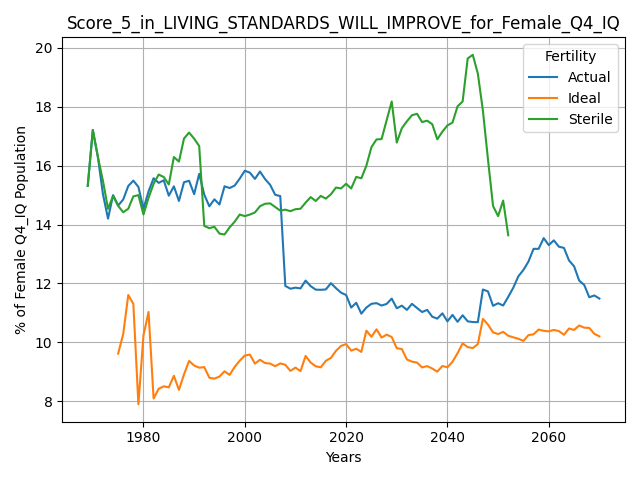 Score_5_in_LIVING_STANDARDS_WILL_IMPROVE_for_Female_Q4_IQ
% of Female Q4_IQ Population
20
18
16
14
12
10
8
Fertility
Actual
Ideal
Sterile
1980 2000 2020 2040 2060
Years